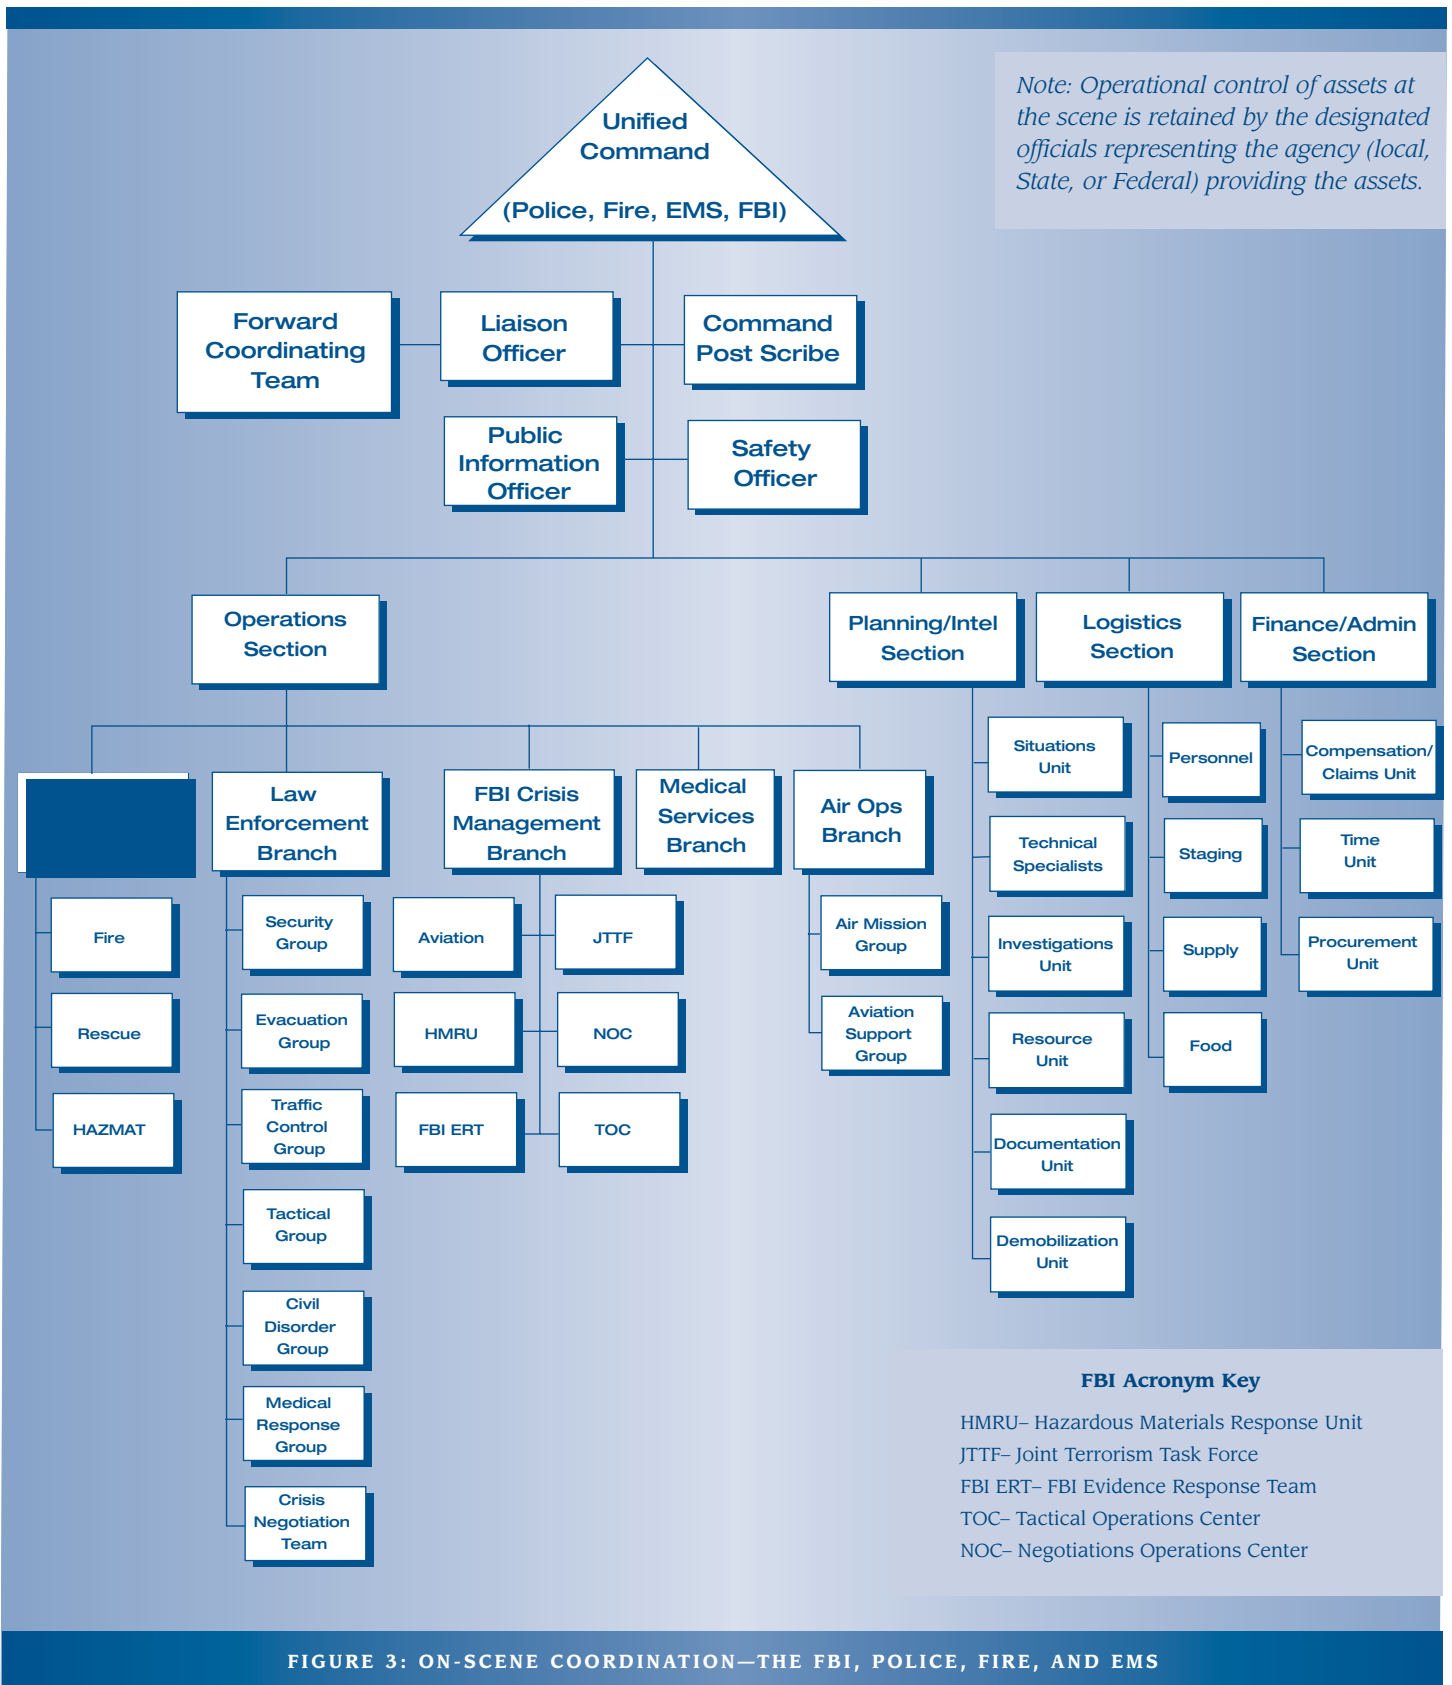 Note: Operational control of assets at
the scene is retained by the designated
officials representing the agency (local,
State, or Federal) providing the assets.
Unified
Command
(Police, Fire, EMS, FBI)
Forward
Coordinating
Team
Liaison
Officer
Command
Post Scribe
Public
Information
Officer
Safety
Officer
Operations
Section
Planning/Intel
Section
Logistics
Section
Finance/Admin
Section
Law
Enforcement
Branch
FBI Crisis
Management
Branch
Medical
Services
Branch
Air Ops
Branch
Fire
Rescue
HAZMAT
Security
Group
Evacuation
Group
Traffic
Control
Group
Tactical
Group
Civil
Disorder
Group
Medical
Response
Group
Crisis
Negotiation
Team
Aviation
JTTF
HMRU
NOC
FBI ERT
TOC
Air Mission
Group
Aviation
Support
Group
Situations
Unit
Technical
Specialists
Investigations
Unit
Resource
Unit
Documentation
Unit
Demobilization
Unit
Personnel
Staging
Supply
Food
Compensation/
Claims Unit
Time
Unit
Procurement
Unit
FBI Acronym Key
HMRU– Hazardous Materials Response Unit
JTTF– Joint Terrorism Task Force
FBI ERT– FBI Evidence Response Team
TOC– Tactical Operations Center
NOC– Negotiations Operations Center
FIGURE 3: ON-SCENE COORDINATION—THE FBI, POLICE, FIRE, AND EMS